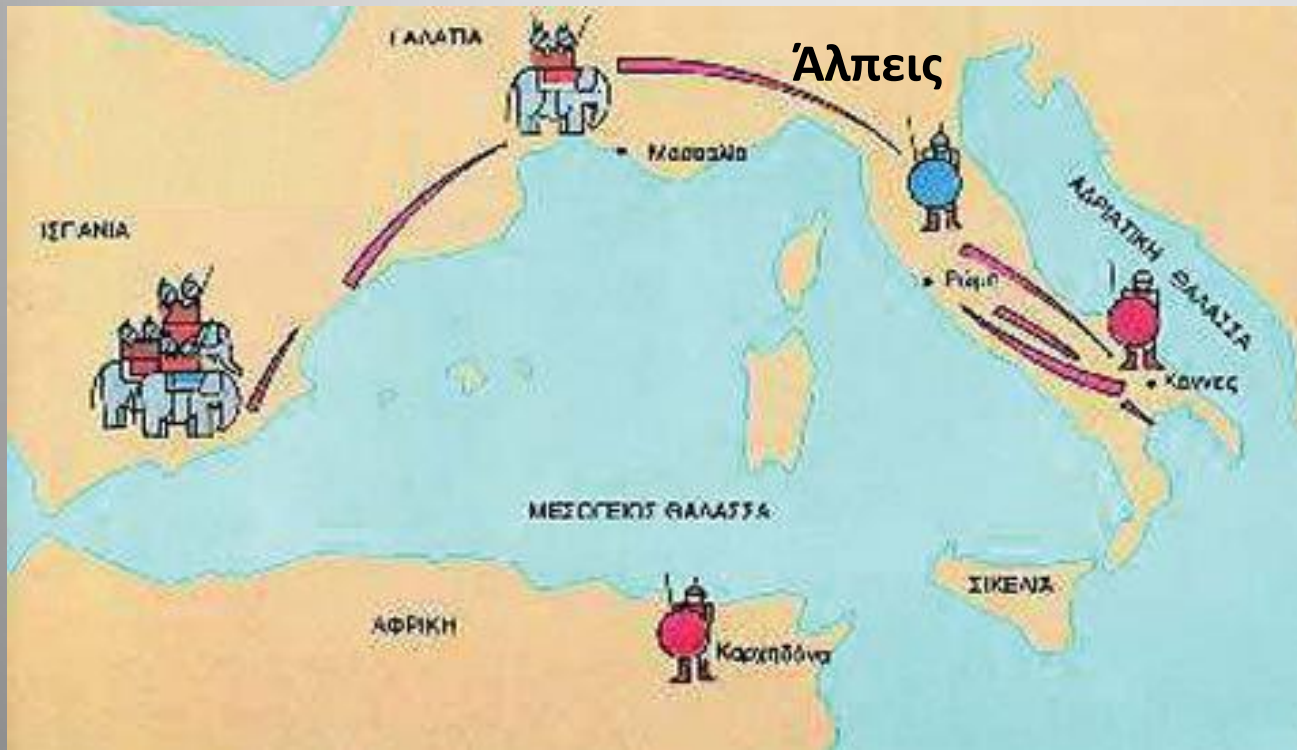 ΓΑΛΑΤΙΑ
Άλπεις
Μασσαλία
ΙΣΠΑΝΙΑ
ΑΔΡΙΑΤΙΚΗ ΘΑΛΑΣΣΑ
Ρώμη
Κάννες
ΜΕΣΟΓΕΙΟΣ ΘΑΛΑΣΣΑ
ΣΙΚΕΛΙΑ
ΑΦΡΙΚΗ
Καρχηδόνα